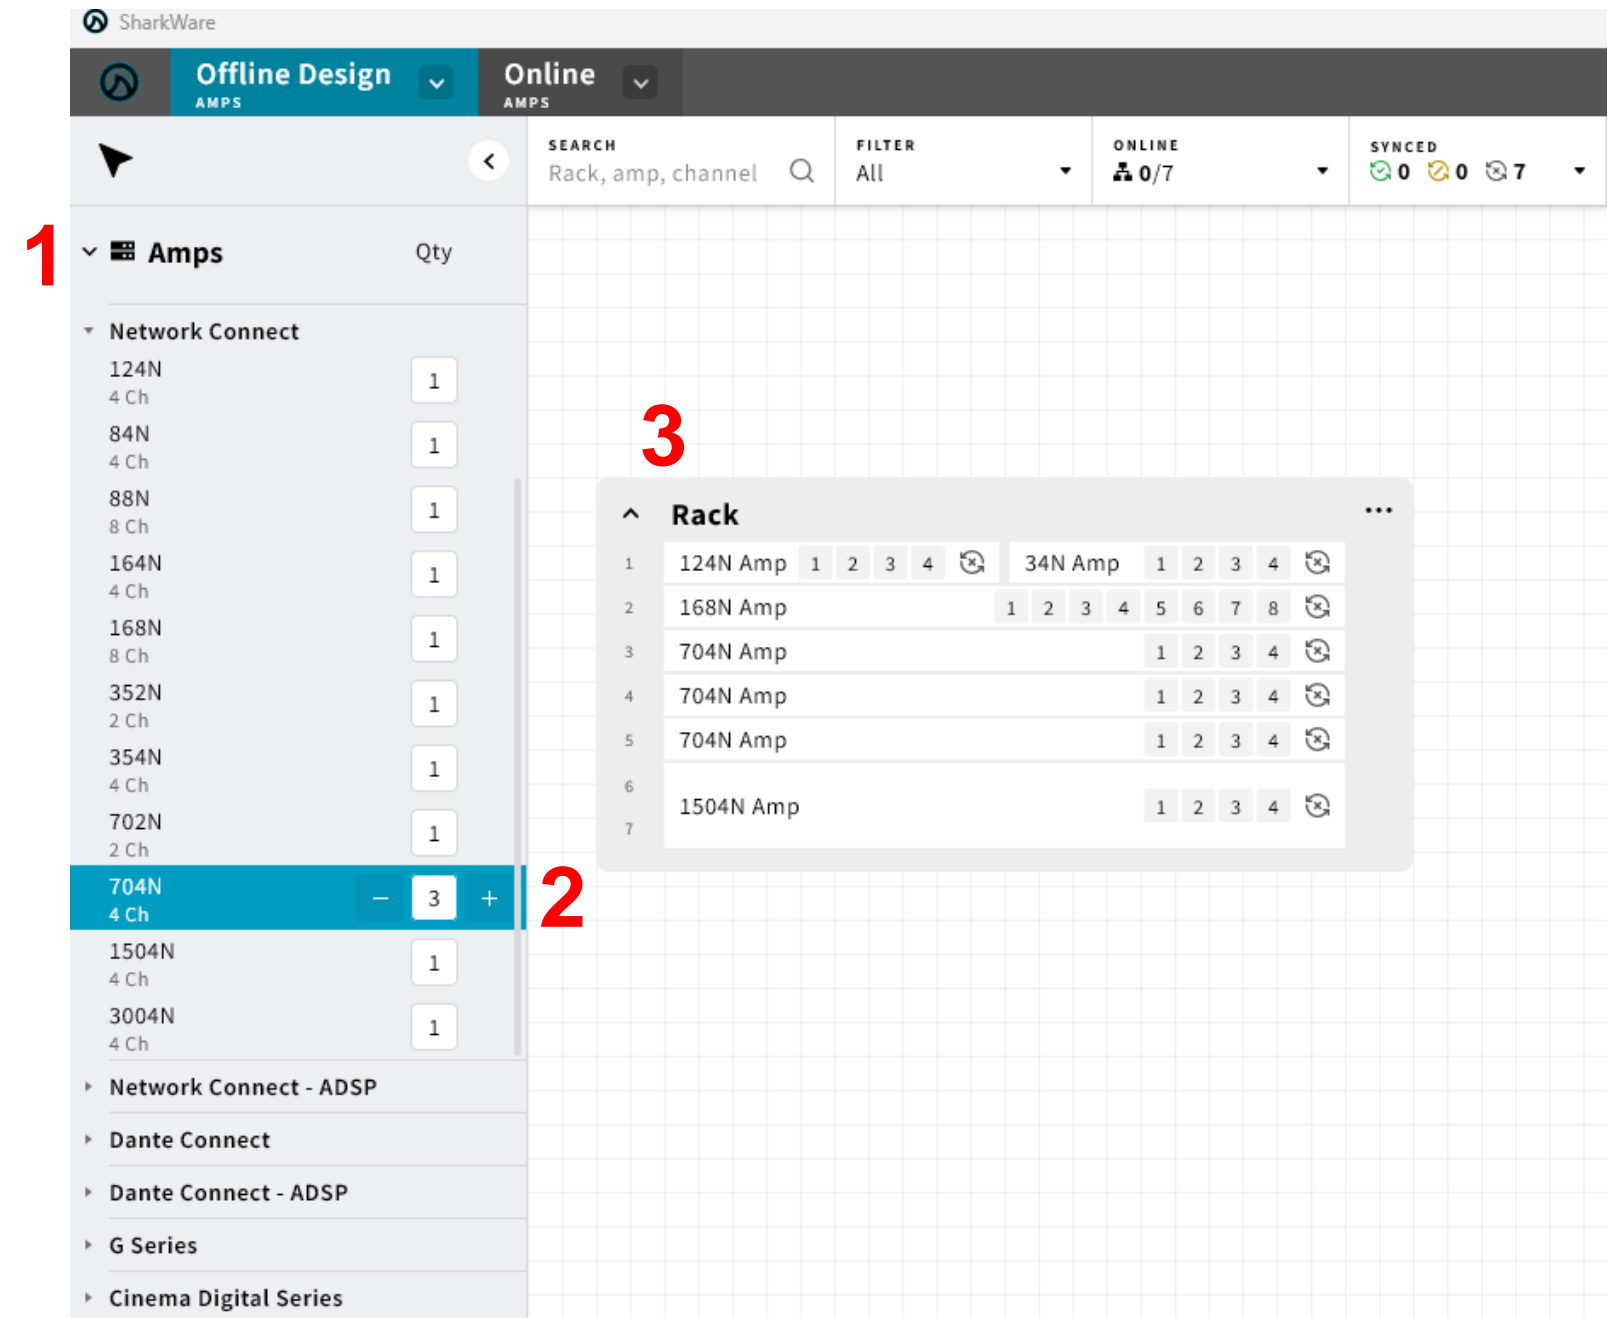 SharkWare
Offline Design
AMPS
Online
AMPS
SEARCH
Rack, amp, channel
FILTER
All
ONLINE
0/7
SYNCED
0 0 7
1
Amps Qty
Network Connect
124N
4 Ch
1
84N
4 Ch
1
88N
8 Ch
1
164N
4 Ch
1
168N
8 Ch
1
352N
2 Ch
1
354N
4 Ch
1
702N
2 Ch
1
704N
4 Ch
− 3 +
1504N
4 Ch
1
3004N
4 Ch
1
Network Connect - ADSP
Dante Connect
Dante Connect - ADSP
G Series
Cinema Digital Series
2
3
Rack ...
1 124N Amp 1 2 3 4 34N Amp 1 2 3 4
2 168N Amp 1 2 3 4 5 6 7 8
3 704N Amp 1 2 3 4
4 704N Amp 1 2 3 4
5 704N Amp 1 2 3 4
6
1504N Amp 1 2 3 4
7